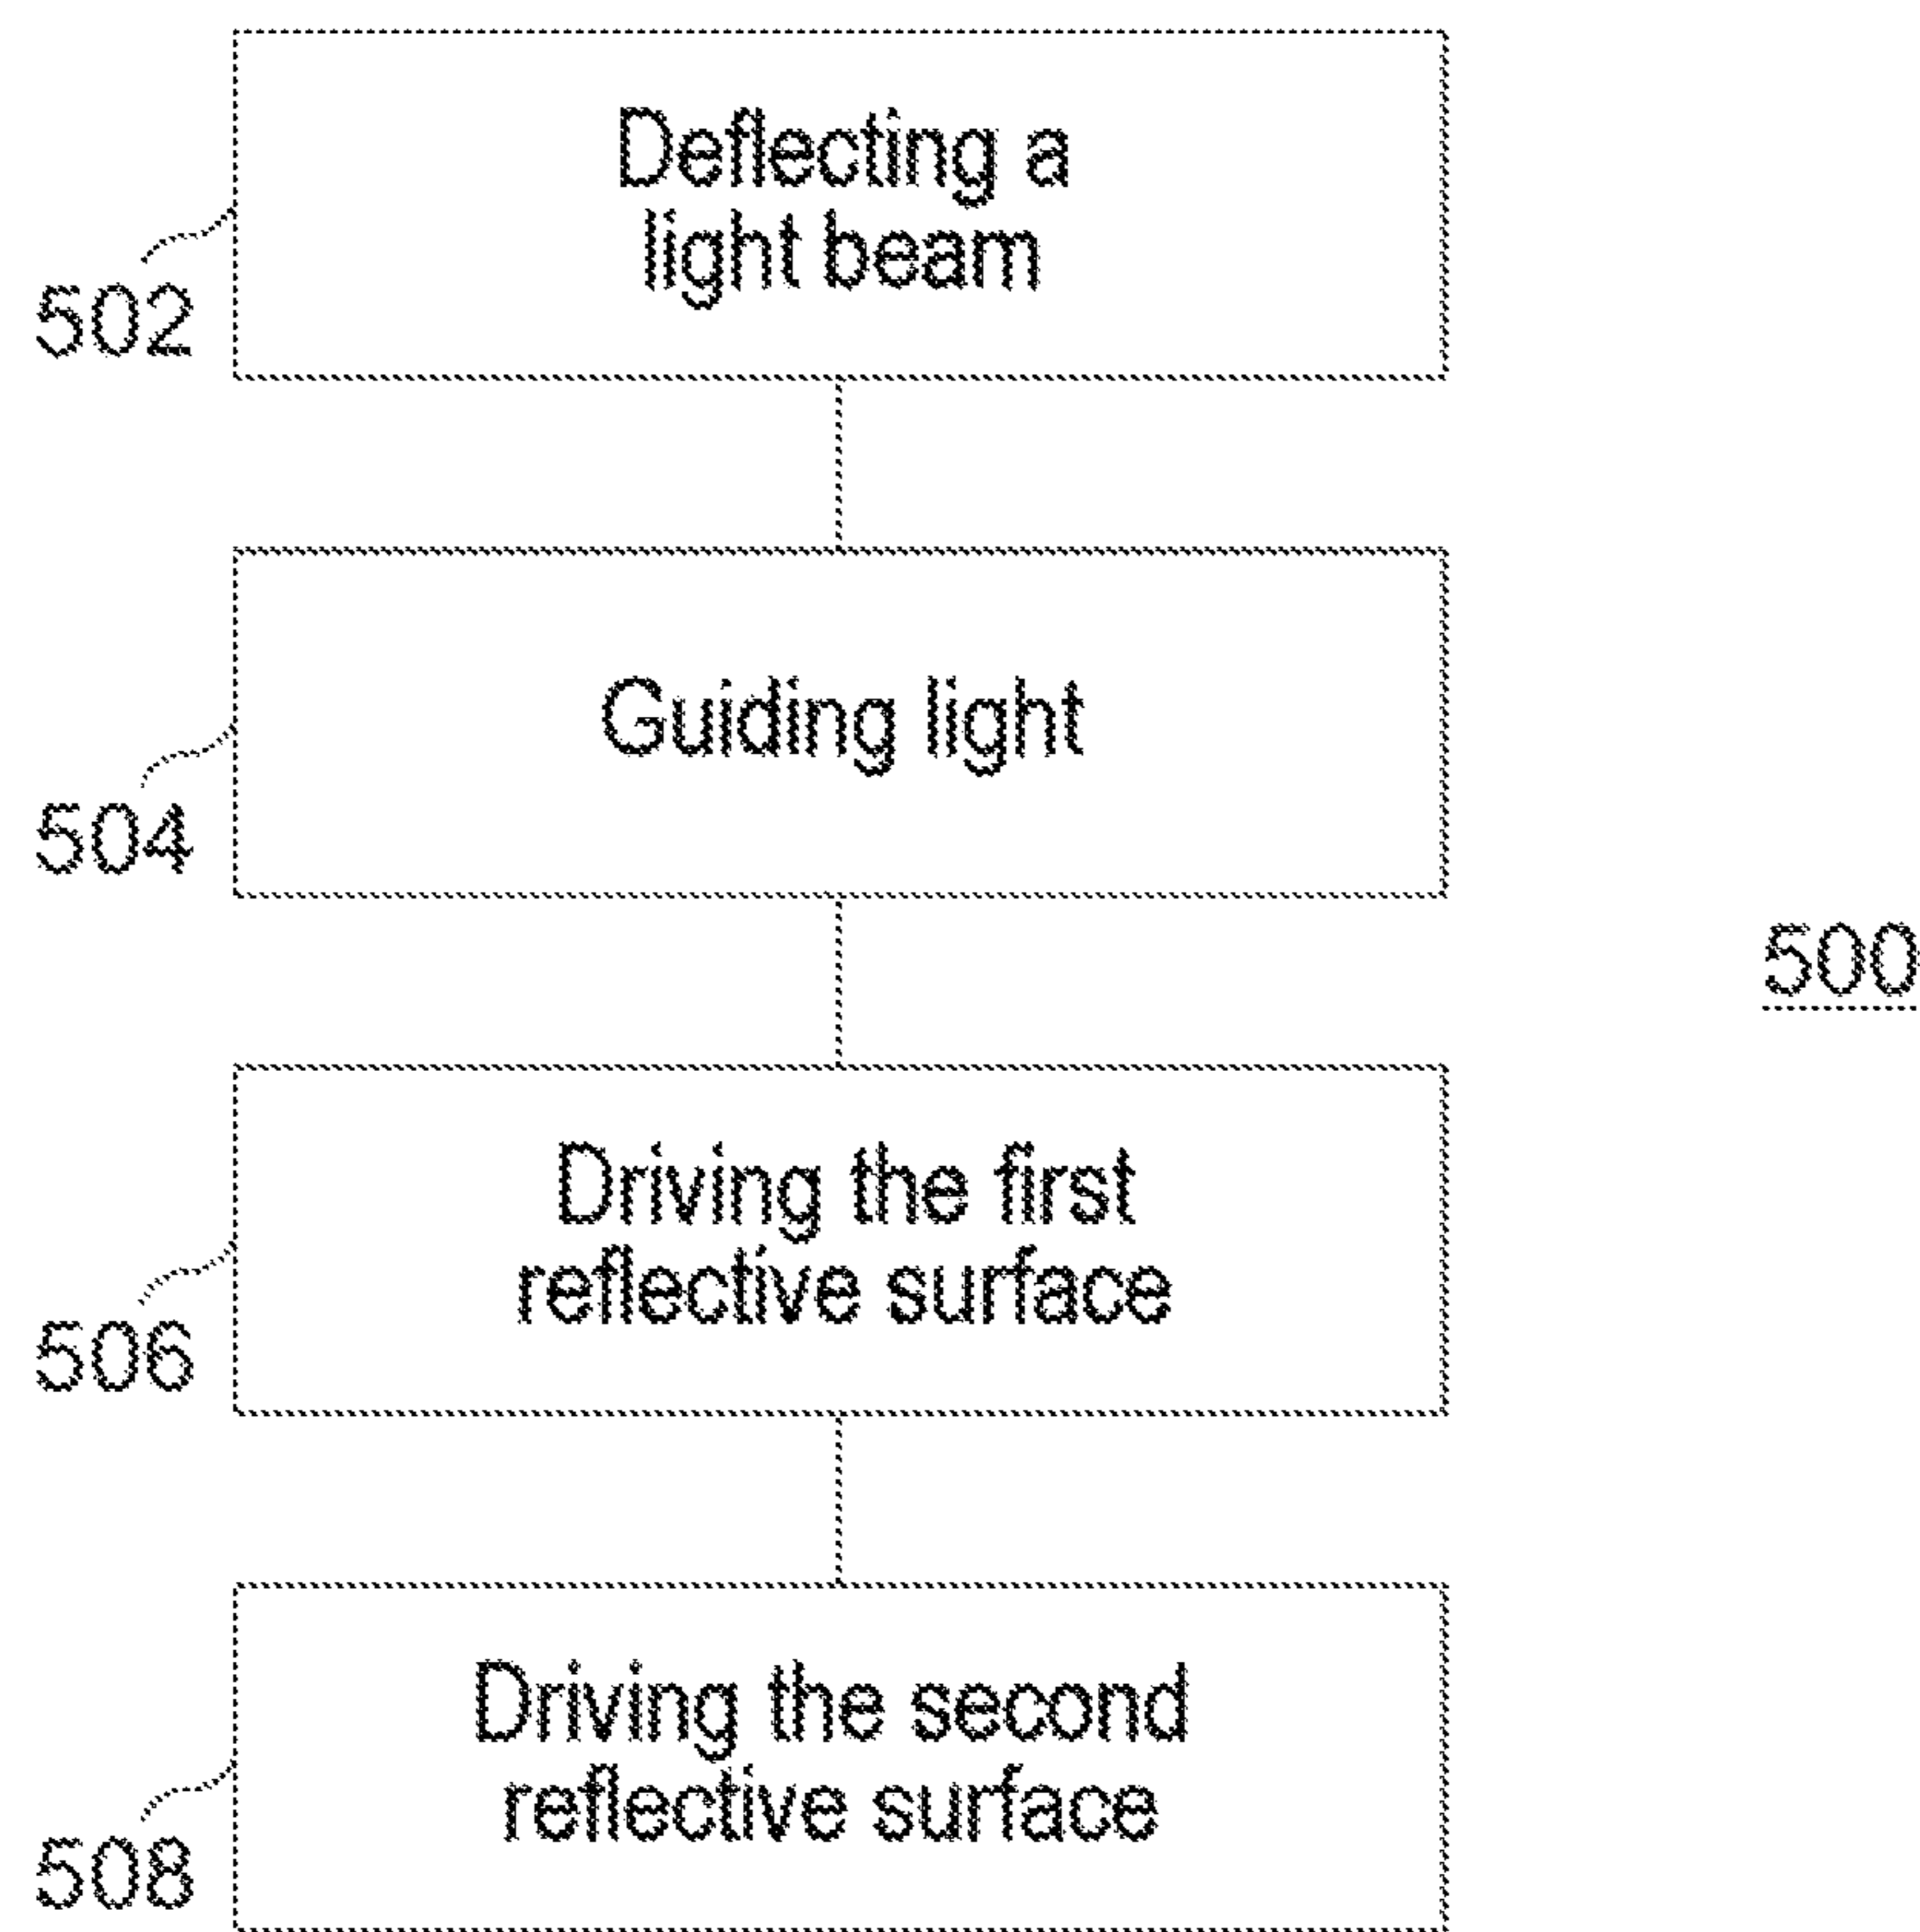 Deflecting a
light beam
502
Guiding light
504
500
Driving the first
reflective surface
506
Driving the second
reflective surface
508